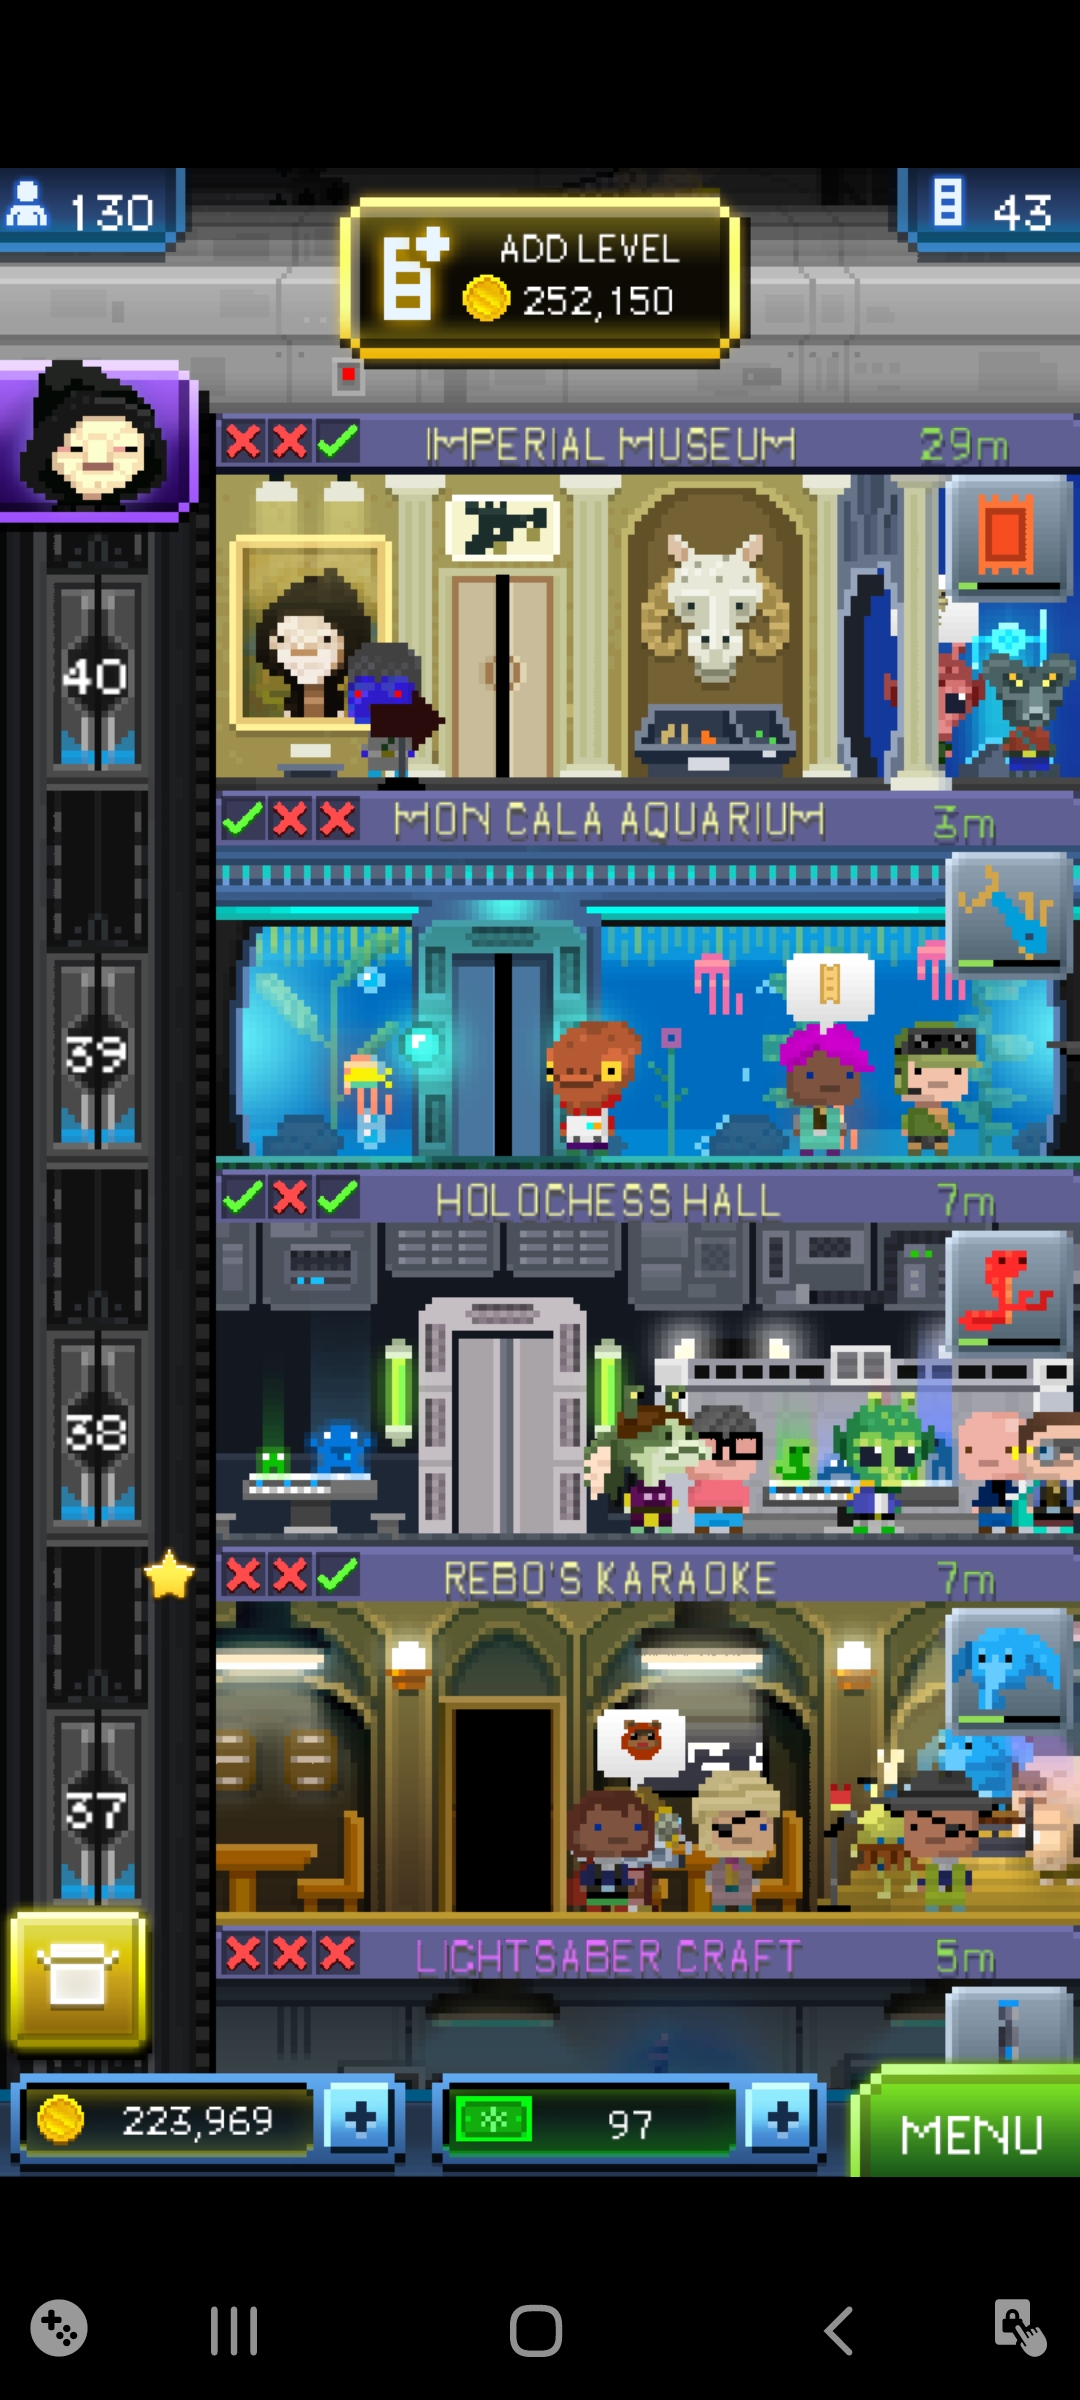 130
ADD LEVEL
252,150
43
IMPERIAL MUSEUM 29m
40
MON CALA AQUARIUM 3m
39
HOLOCHESS HALL 7m
38
REBO'S KARAOKE 7m
37
LIGHTSABER CRAFT 5m
223,969
97
MENU